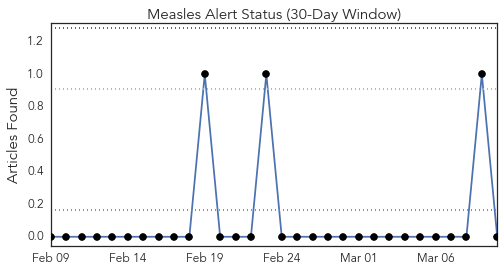 Measles Alert Status (30-Day Window)
Articles Found
1.2
1.0
0.8
0.6
0.4
0.2
0.0
Feb 09 Feb 14 Feb 19 Feb 24 Mar 01 Mar 06